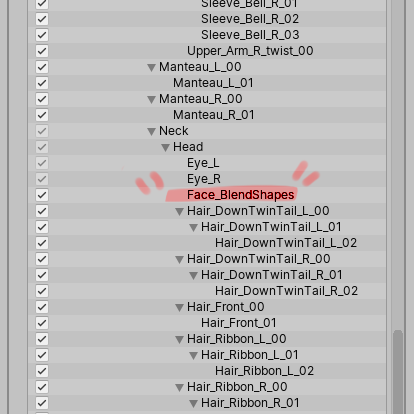 Sleeve_Bell_R_01
Sleeve_Bell_R_02
Sleeve_Bell_R_03
Upper_Arm_R_twist_00
Manteau_L_00
Manteau_L_01
Manteau_R_00
Manteau_R_01
Neck
Head
Eye_L
Eye_R
Face_BlendShapes
Hair_DownTwinTail_L_00
Hair_DownTwinTail_L_01
Hair_DownTwinTail_L_02
Hair_DownTwinTail_R_00
Hair_DownTwinTail_R_01
Hair_DownTwinTail_R_02
Hair_Front_00
Hair_Front_01
Hair_Ribbon_L_00
Hair_Ribbon_L_01
Hair_Ribbon_L_02
Hair_Ribbon_R_00
Hair_Ribbon_R_01